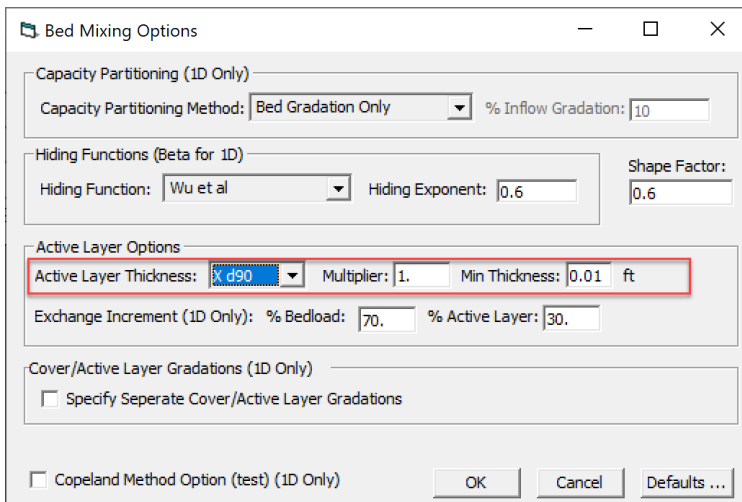 Bed Mixing Options
Capacity Partitioning (1D Only)
Capacity Partitioning Method: Bed Gradation Only % Inflow Gradation: 10
Hiding Functions (Beta for 1D)
Shape Factor:
Hiding Function: Wu et al Hiding Exponent: 0.6 0.6
Active Layer Options
Active Layer Thickness: X d90 Multiplier: 1. Min Thickness: 0.01 ft
Exchange Increment (1D Only): % Bedload: 70. % Active Layer: 30.
Cover/Active Layer Gradations (1D Only)
Specify Seperate Cover/Active Layer Gradations
Copeland Method Option (test) (1D Only) OK Cancel Defaults ...